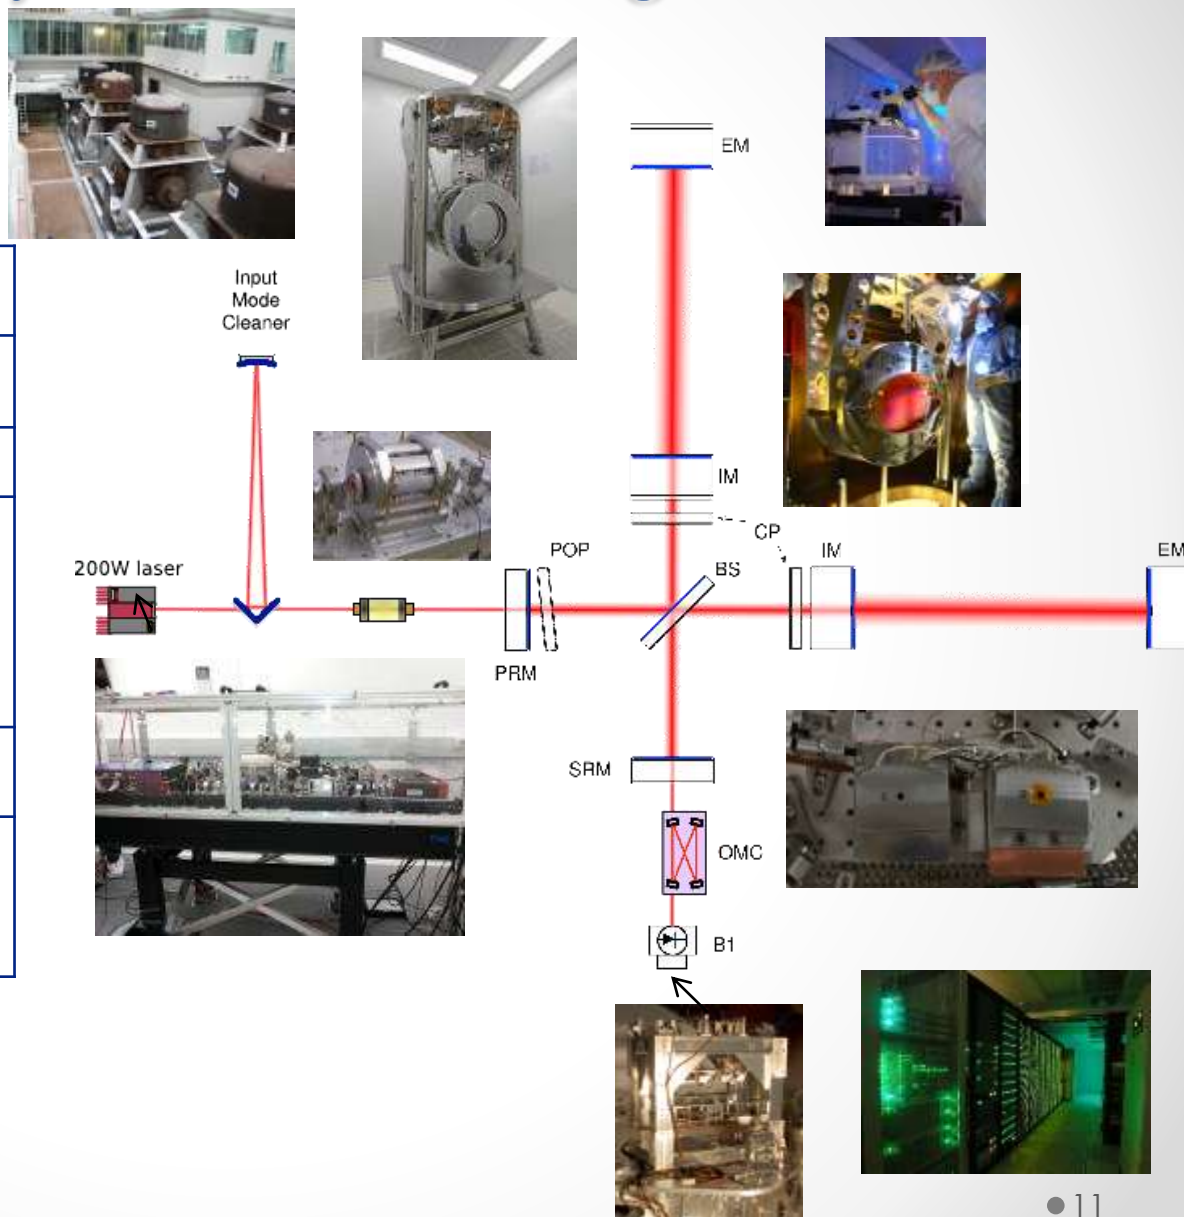 EM
Input
Mode
Cleaner
IM
CP
POP
BS
IM
EM
200W laser
PRM
SRM
OMC
B1
11